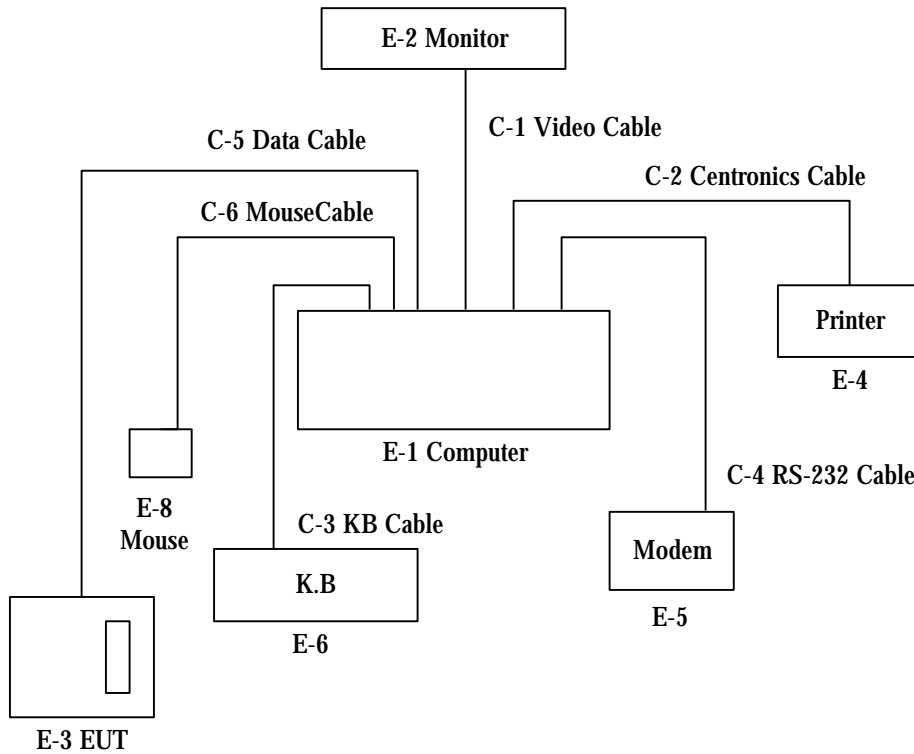 E-2 Monitor
C-1 Video Cable
C-5 Data Cable
C-2 Centronics Cable
C-6 MouseCable
Printer
E-4
E-1 Computer
C-4 RS-232 Cable
E-8
Mouse
C-3 KB Cable
Modem
K.B
E-5
E-6
E-3 EUT